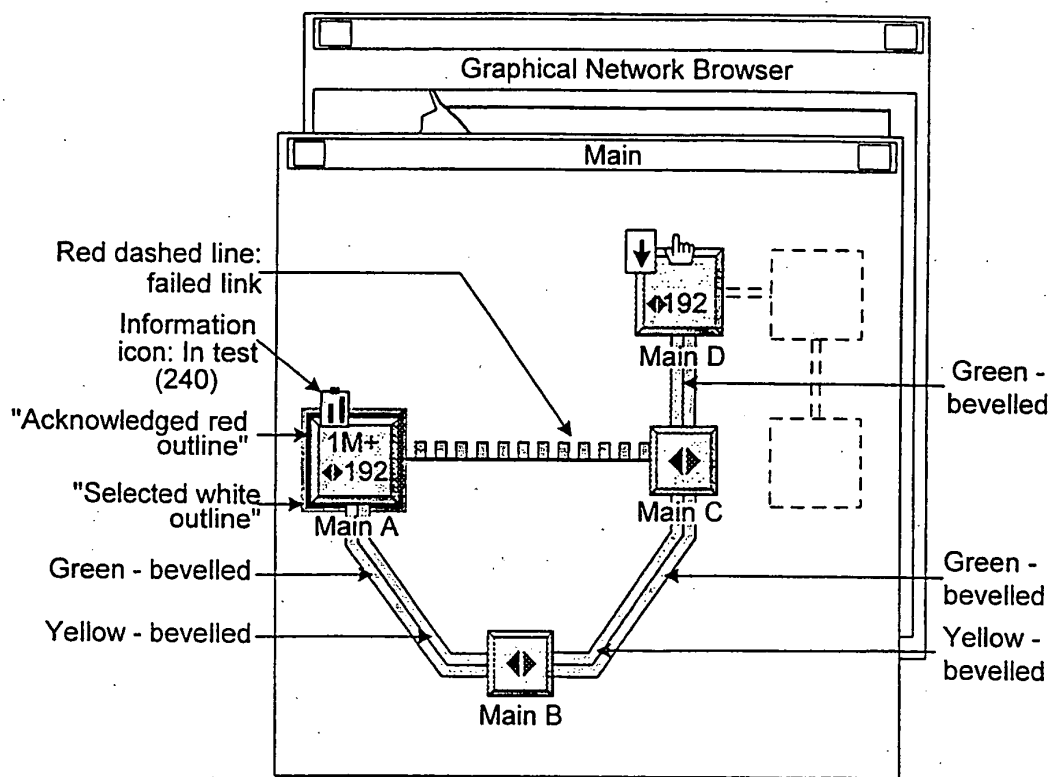 Graphical Network Browser
Main
Red dashed line:
failed link
Information
icon: In test
(240)
"Acknowledged red
outline"
"Selected white
outline"
Green - bevelled
Yellow - bevelled
1M+
192
Main A
192
Main D
Main C
Main B
Green -
bevelled
Green -
bevelled
Yellow -
bevelled